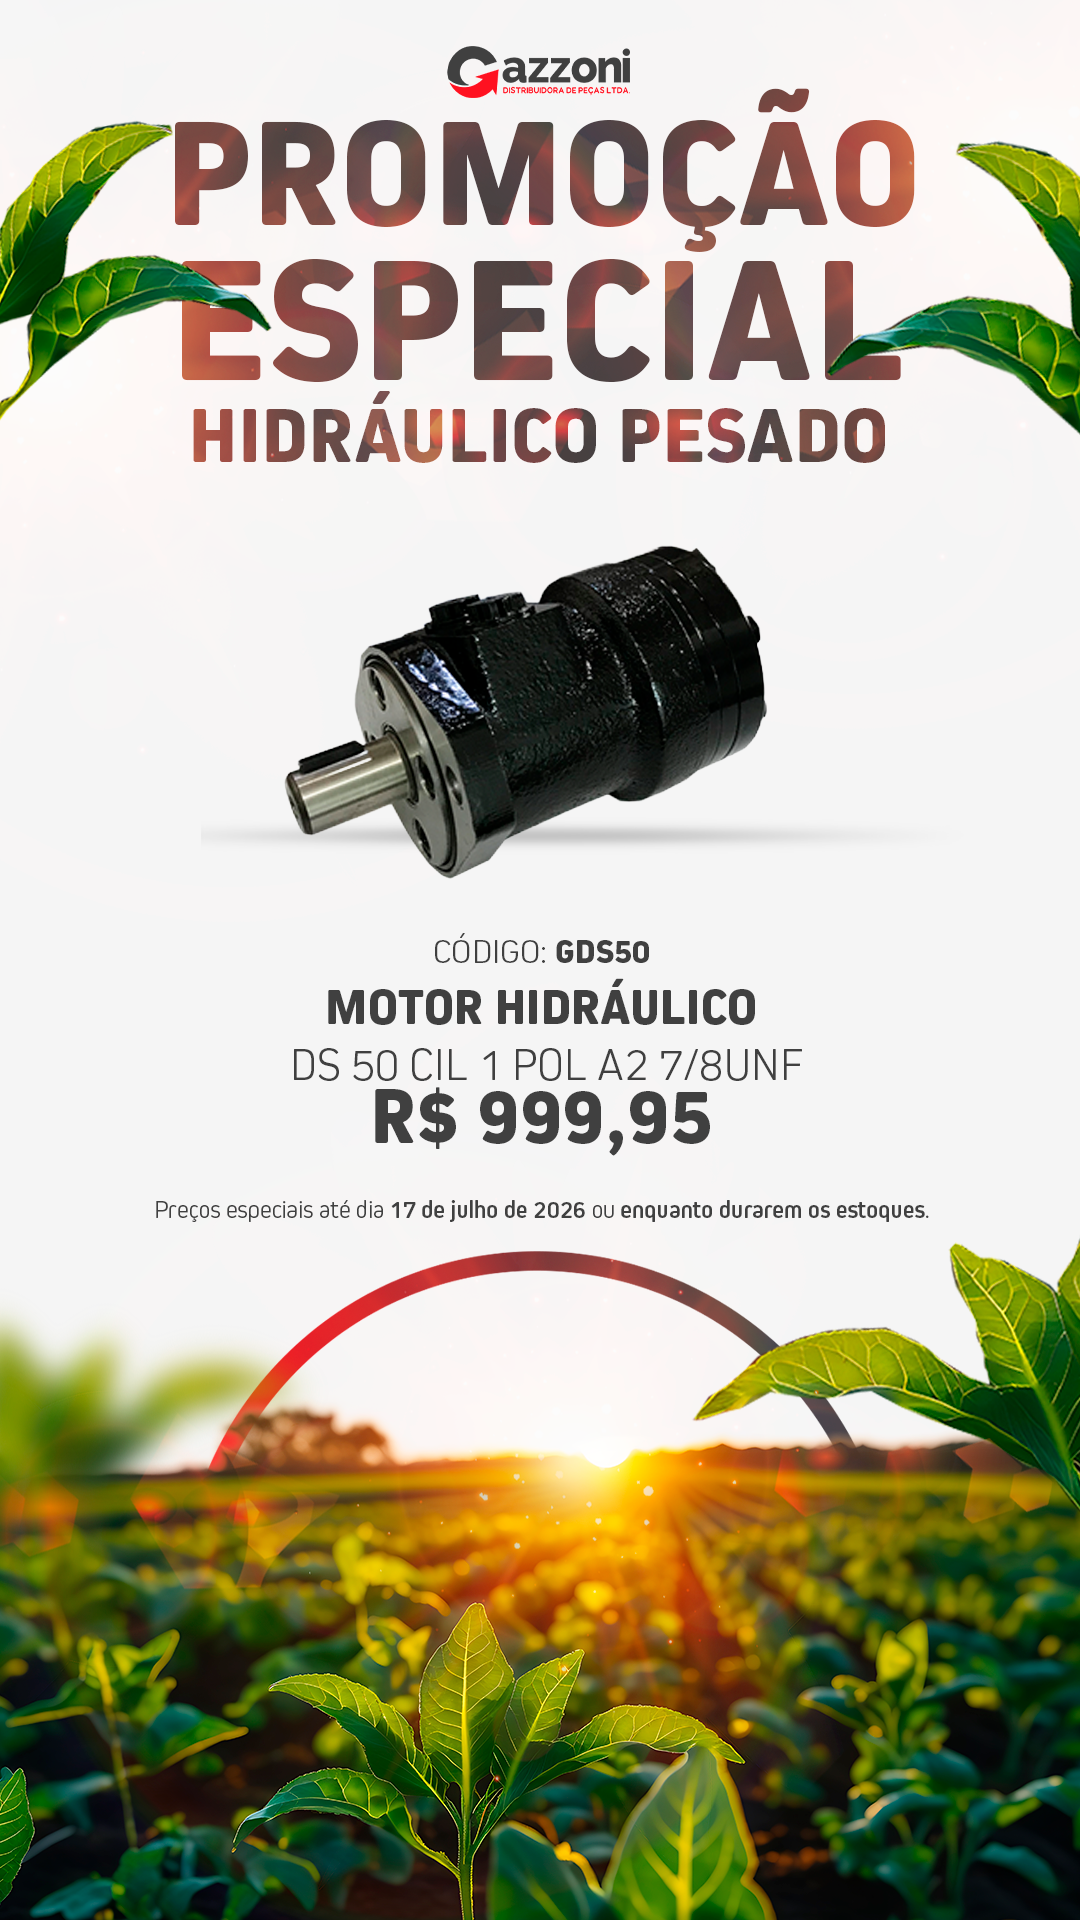 Gazzoni
DISTRIBUIDORA DE PEÇAS LTDA.
PROMOÇÃO
ESPECIAL
HIDRÁULICO PESADO
CÓDIGO: GDS50
MOTOR HIDRÁULICO
DS 50 CIL 1 POL A2 7/8UNF
R$ 999,95
Preços especiais até dia 17 de julho de 2026 ou enquanto durarem os estoques.